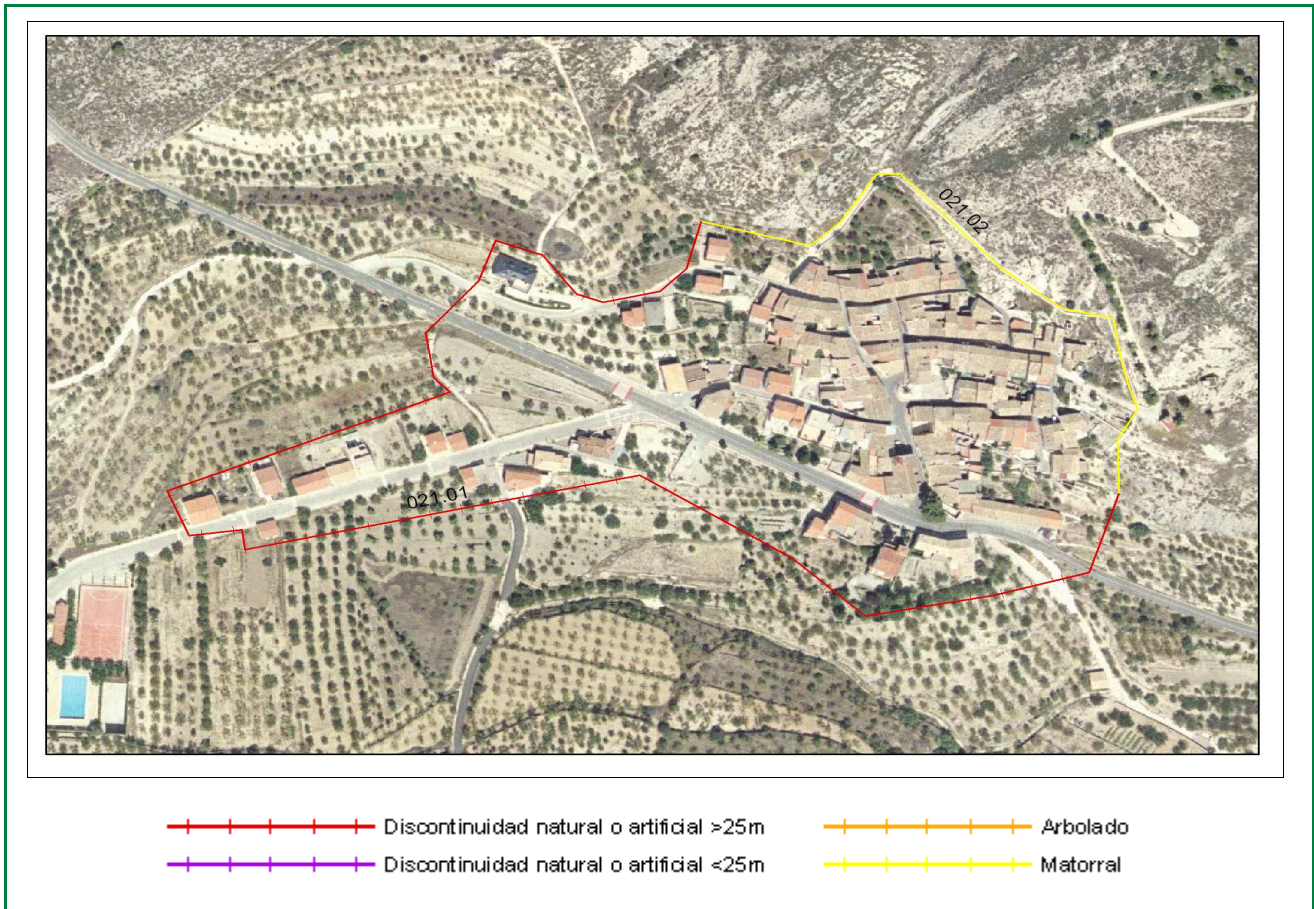 021.02
021.01
Discontinuidad natural o artificial >25m
Arbolado
Discontinuidad natural o artificial <25m
Matorral